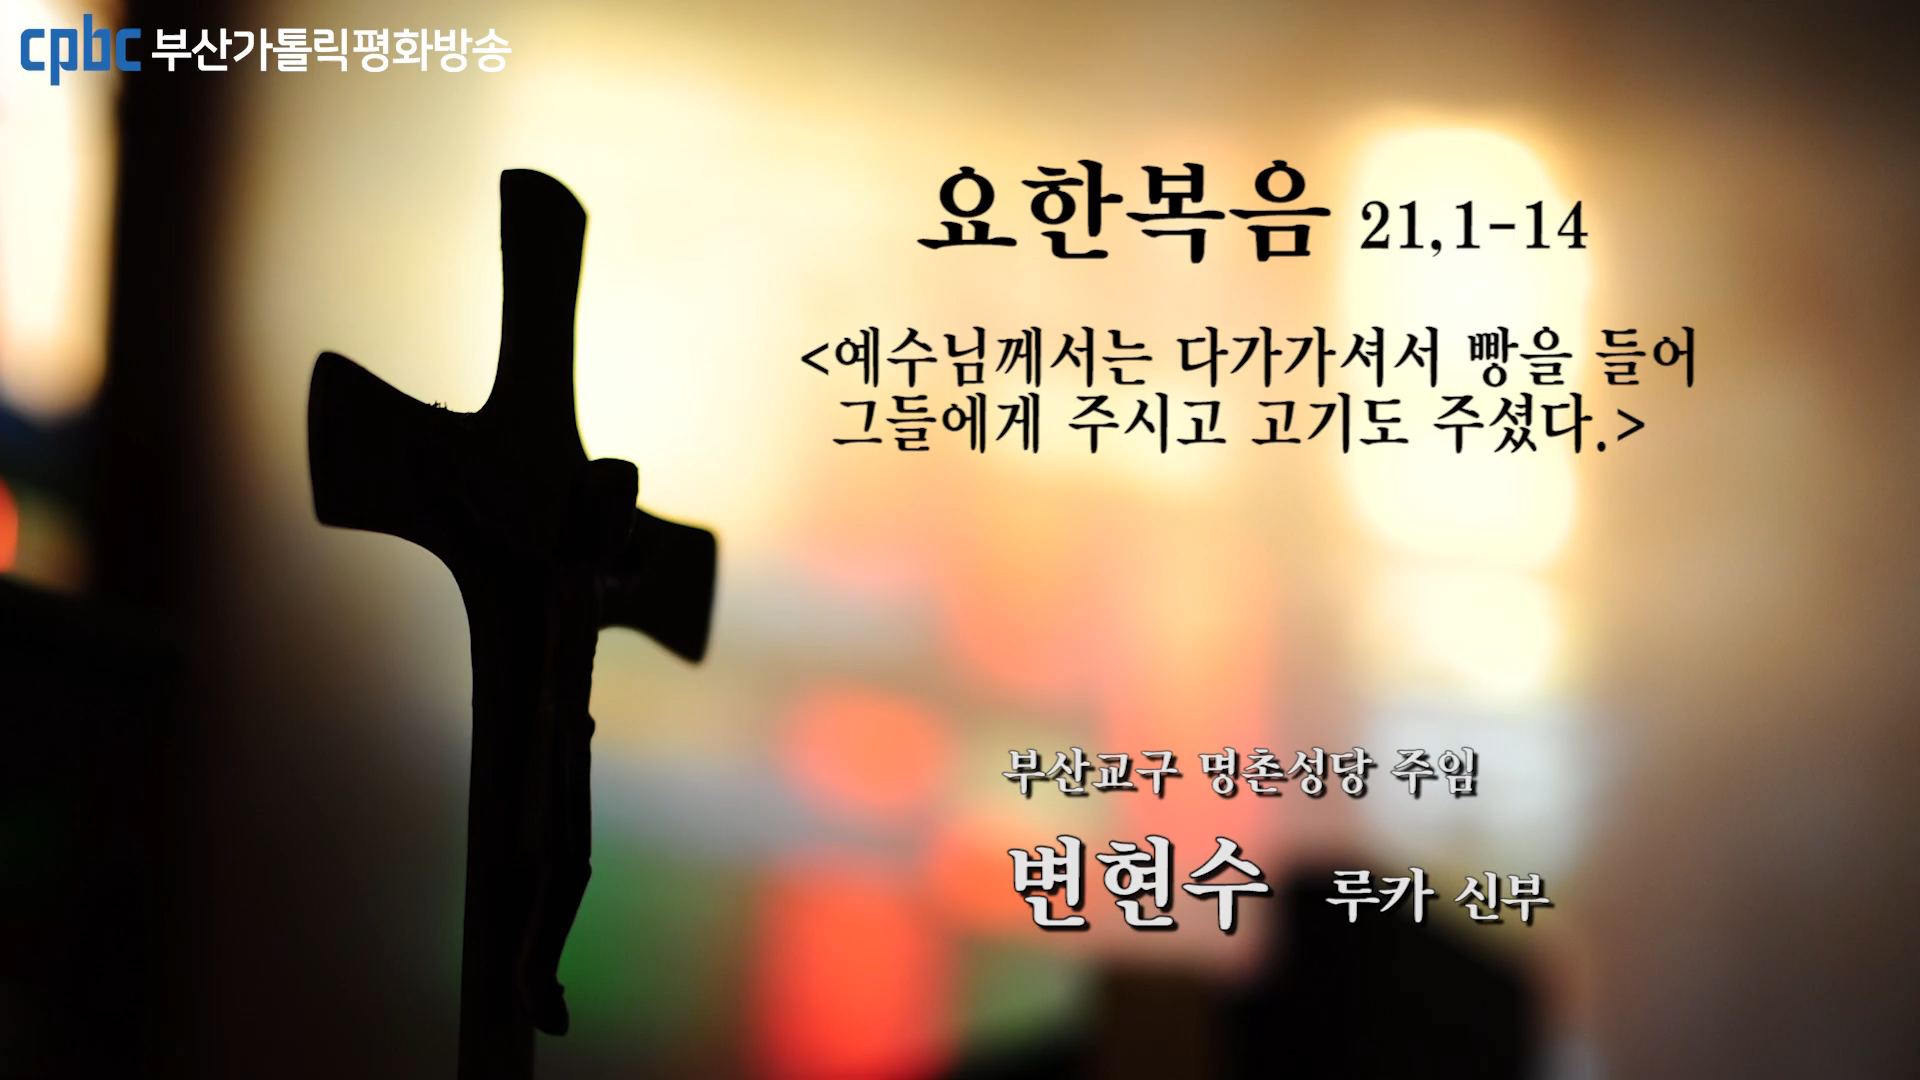 cpbc 부산가톨릭평화방송
요한복음 21,1-14
<예수님께서는 다가가셔서 빵을 들어
그들에게 주시고 고기도 주셨다.>
부산교구 명촌성당 주임
변현수 루카 신부